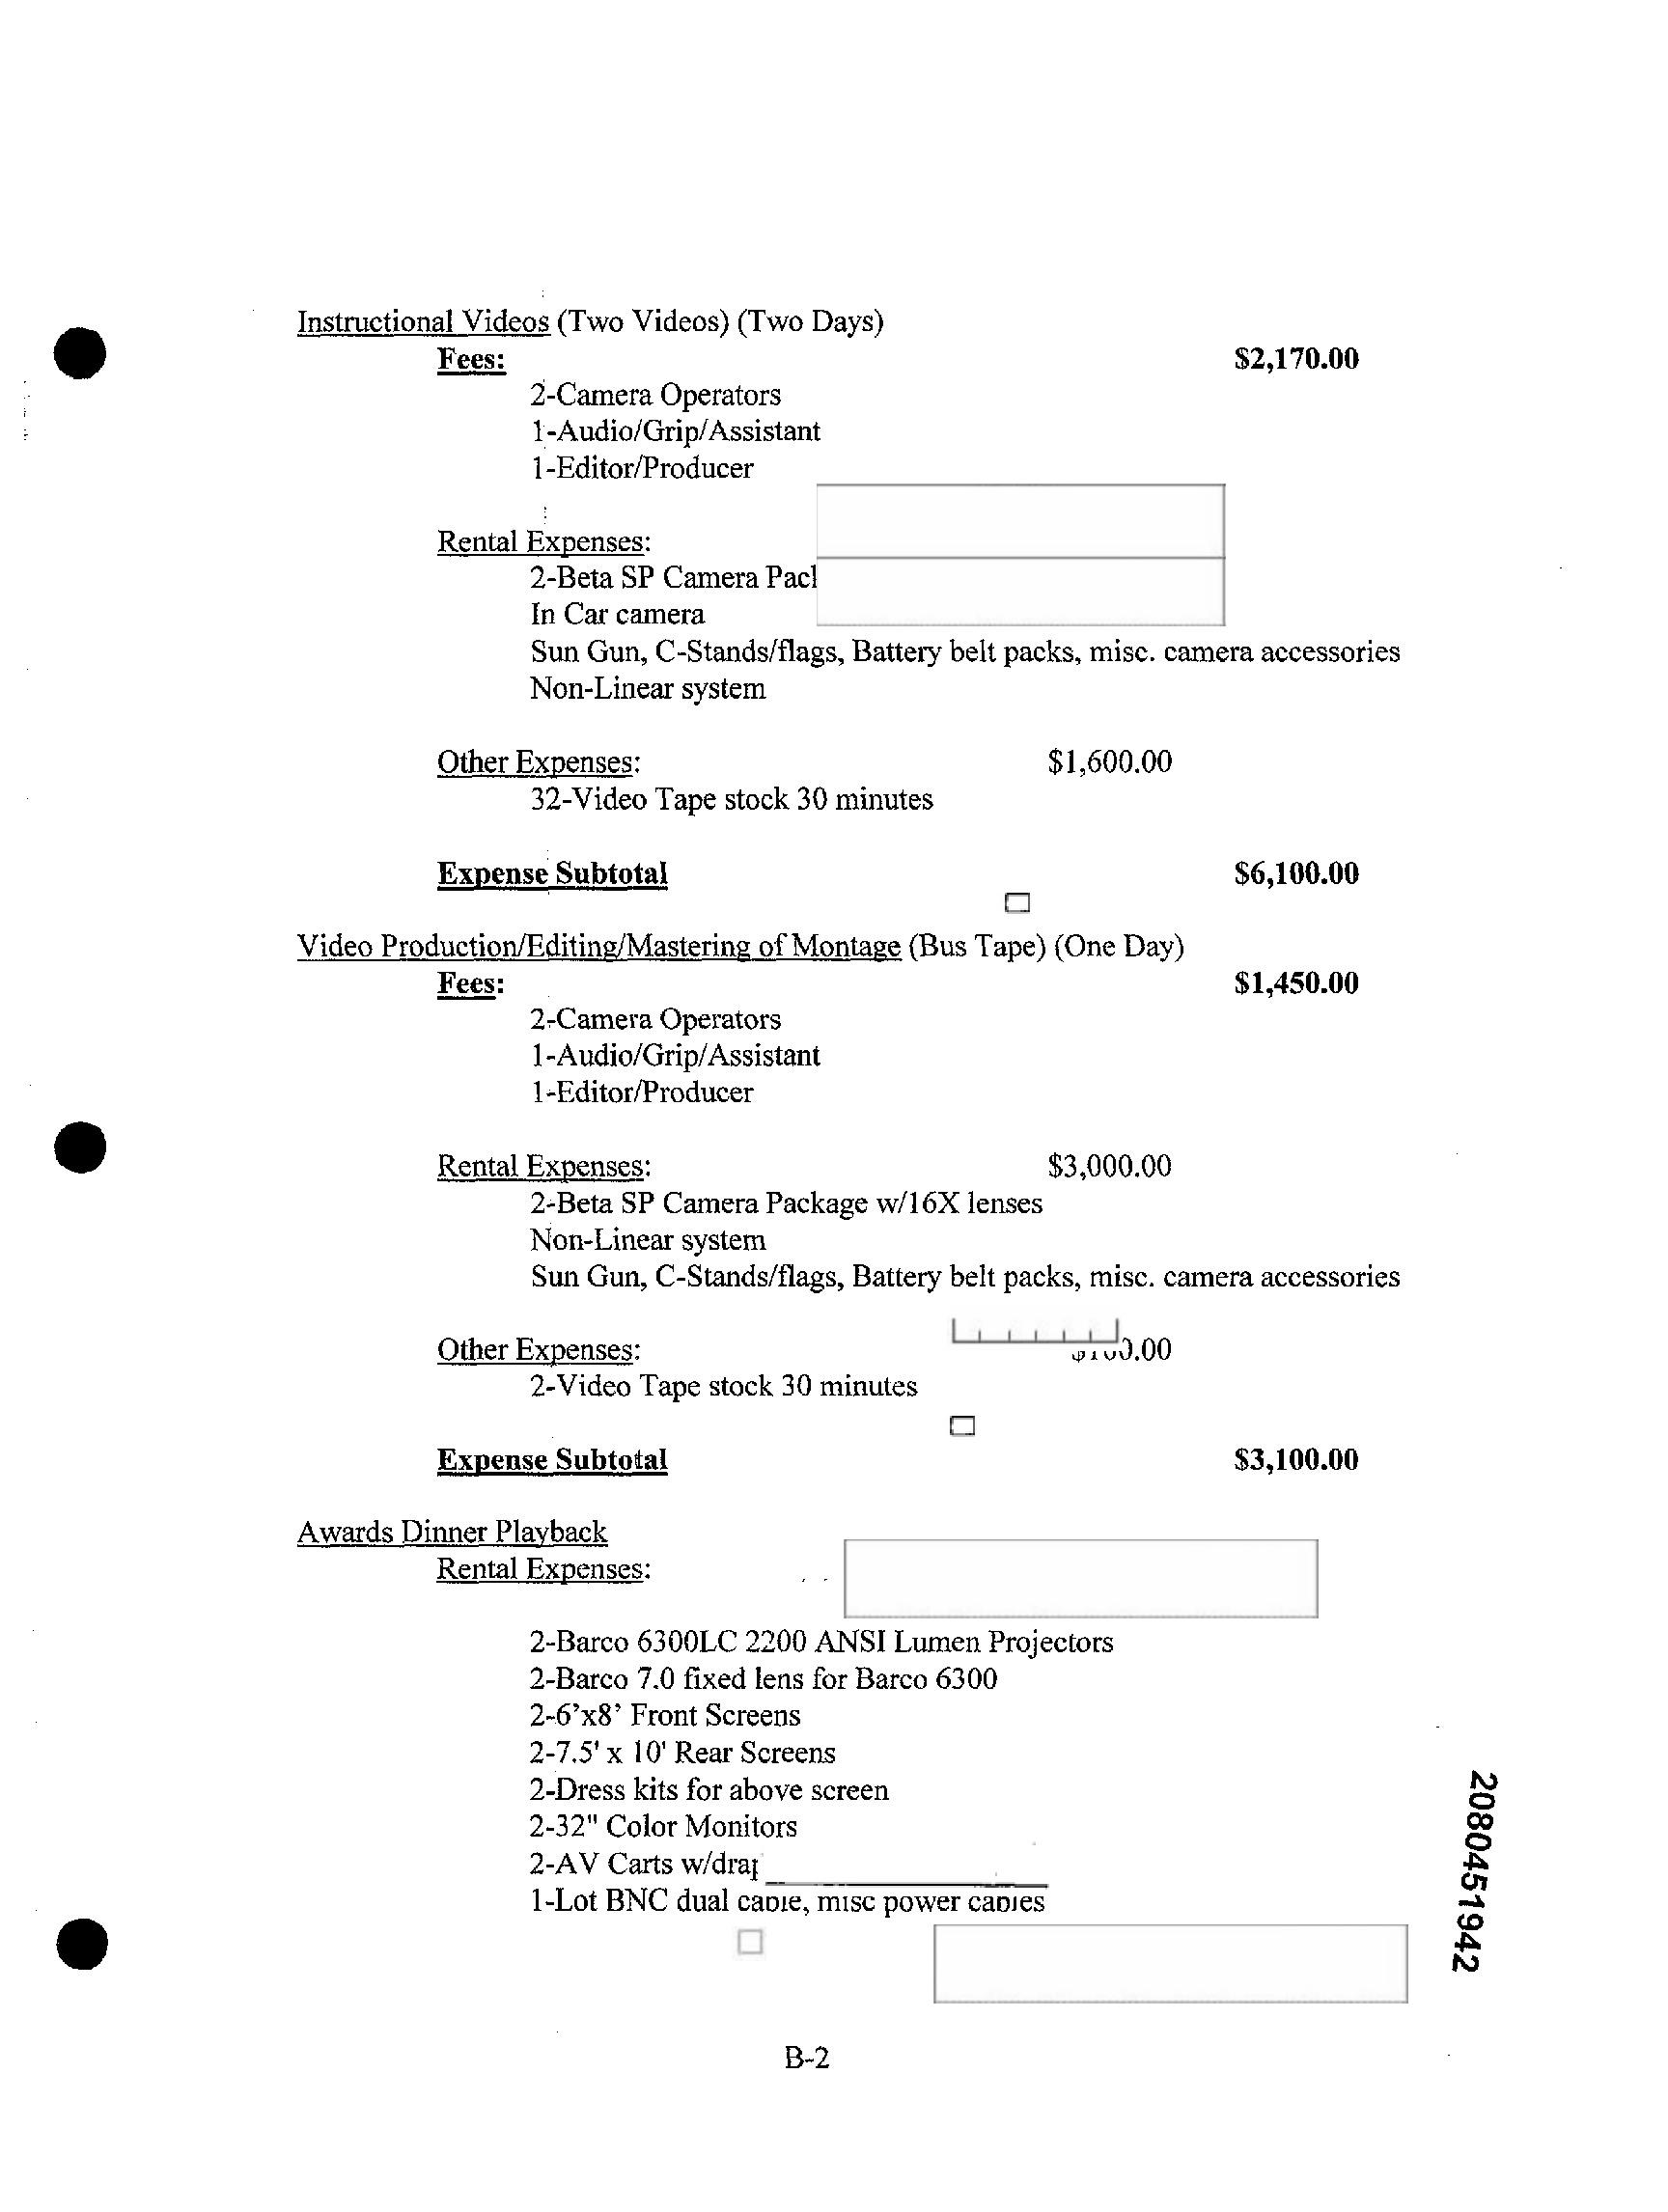 Instructional Videos (Two Videos) (Two Days)
Fees: $2,170.00
2-Camera Operators
1-Audio/Grip/Assistant
1-Editor/Producer
Rental Expenses:
2-Beta SP Camera
In Car camera
Sun Gun, C-Stands/flags, Battery belt packs, misc. camera accessories
Non-Linear system
Other Expenses: $1,600.00
32-Video Tape stock 30 minutes
Expense Subtotal $6,100.00
Video Production/Editing/Mastering of Montage (Bus Tape) (One Day)
Fees: $1,450.00
2-Camera Operators
1-Audio/Grip/Assistant
1-Editor/Producer
Rental Expenses: $3,000.00
2-Beta SP Camera Package w/16X lenses
Non-Linear system
Sun Gun, C-Stands/flags, Battery belt packs, misc. camera accessories
Other Expenses:
2-Video Tape stock 30 minutes
Expense Subtotal $3,100.00
Awards Dinner Playback
Rental Expenses:
2-Barco 6300LC 2200 ANSI Lumen Projectors
2-Barco 7.0 fixed lens for Barco 6300
2-6’x8’ Front Screens
2-7.5' x 10' Rear Screens
2-Dress kits for above screen
2-32" Color Monitors
2-AV Carts
1-Lot BNC dual cable, misc power cables
B-2
2080451942